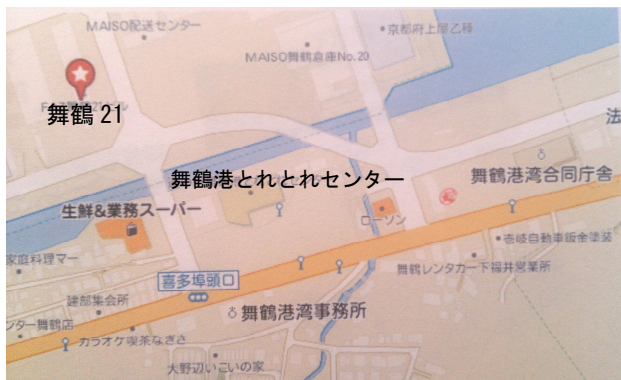 MAISO配送センター
京都府上屋乙種
MAISO舞鶴倉庫No.20
舞鶴21
法
舞鶴港とれとれセンター
舞鶴港湾合同庁舎
生鮮&業務スーパー
ローソン
壱岐自動車鈑金塗装
家庭料理マー
舞鶴レンタカー下福井営業所
喜多埠頭口
建部集会所
舞鶴港湾事務所
ンター舞鶴店
カラオケ喫茶なぎさ
大野辺いこいの家